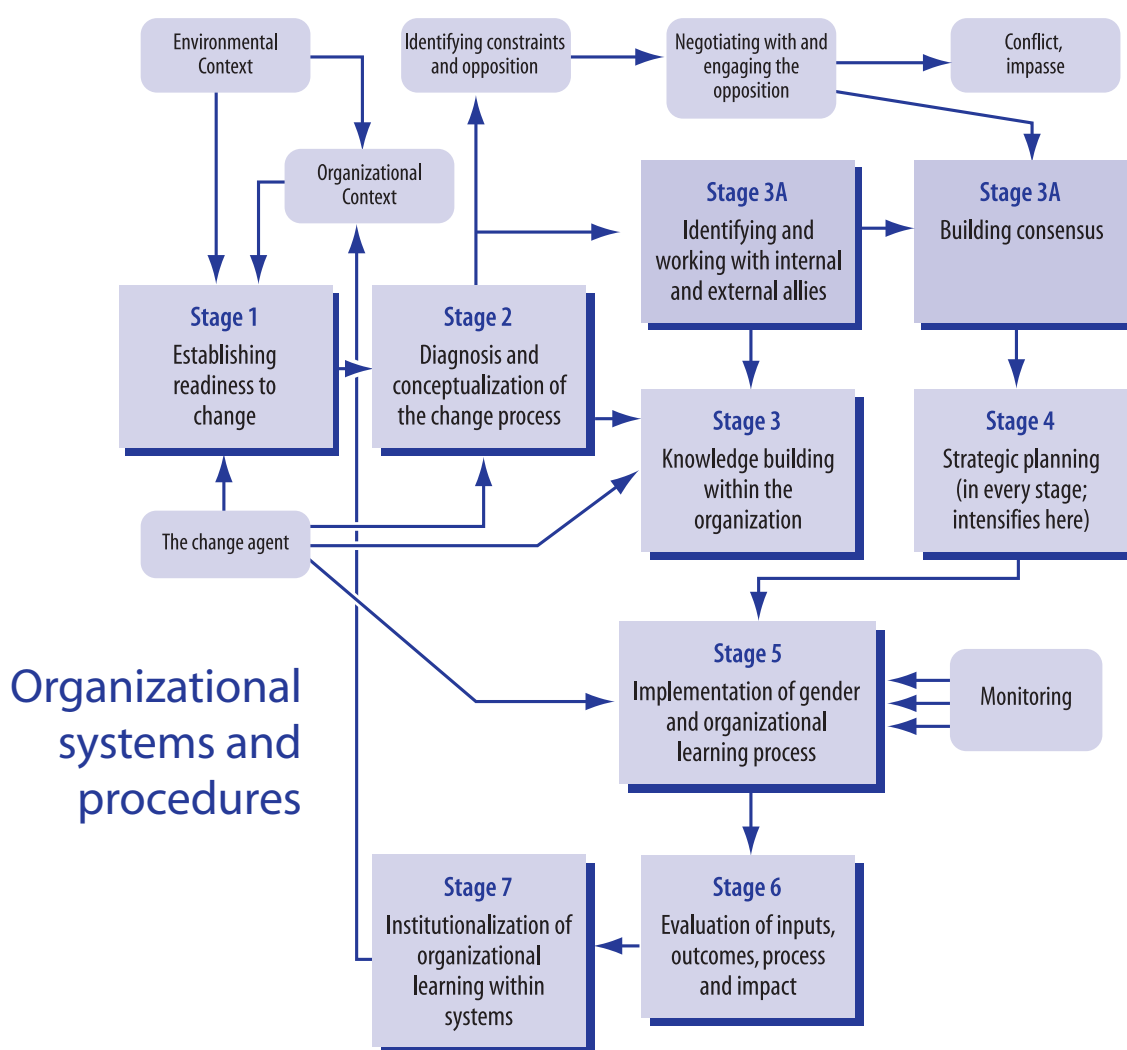 Environmental
Context
Identifying constraints
and opposition
Negotiating with and
engaging the
opposition
Conflict,
impasse
Organizational
Context
Stage 3A
Identifying and
working with internal
and external allies
Stage 3A
Building consensus
Stage 1
Establishing
readiness to
change
Stage 2
Diagnosis and
conceptualization of
the change process
Stage 3
Knowledge building
within the
organization
Stage 4
Strategic planning
(in every stage;
intensifies here)
The change agent
Stage 5
Implementation of gender
and organizational
learning process
Monitoring
Organizational
systems and
procedures
Stage 7
Institutionalization of
organizational
learning within
systems
Stage 6
Evaluation of inputs,
outcomes, process
and impact